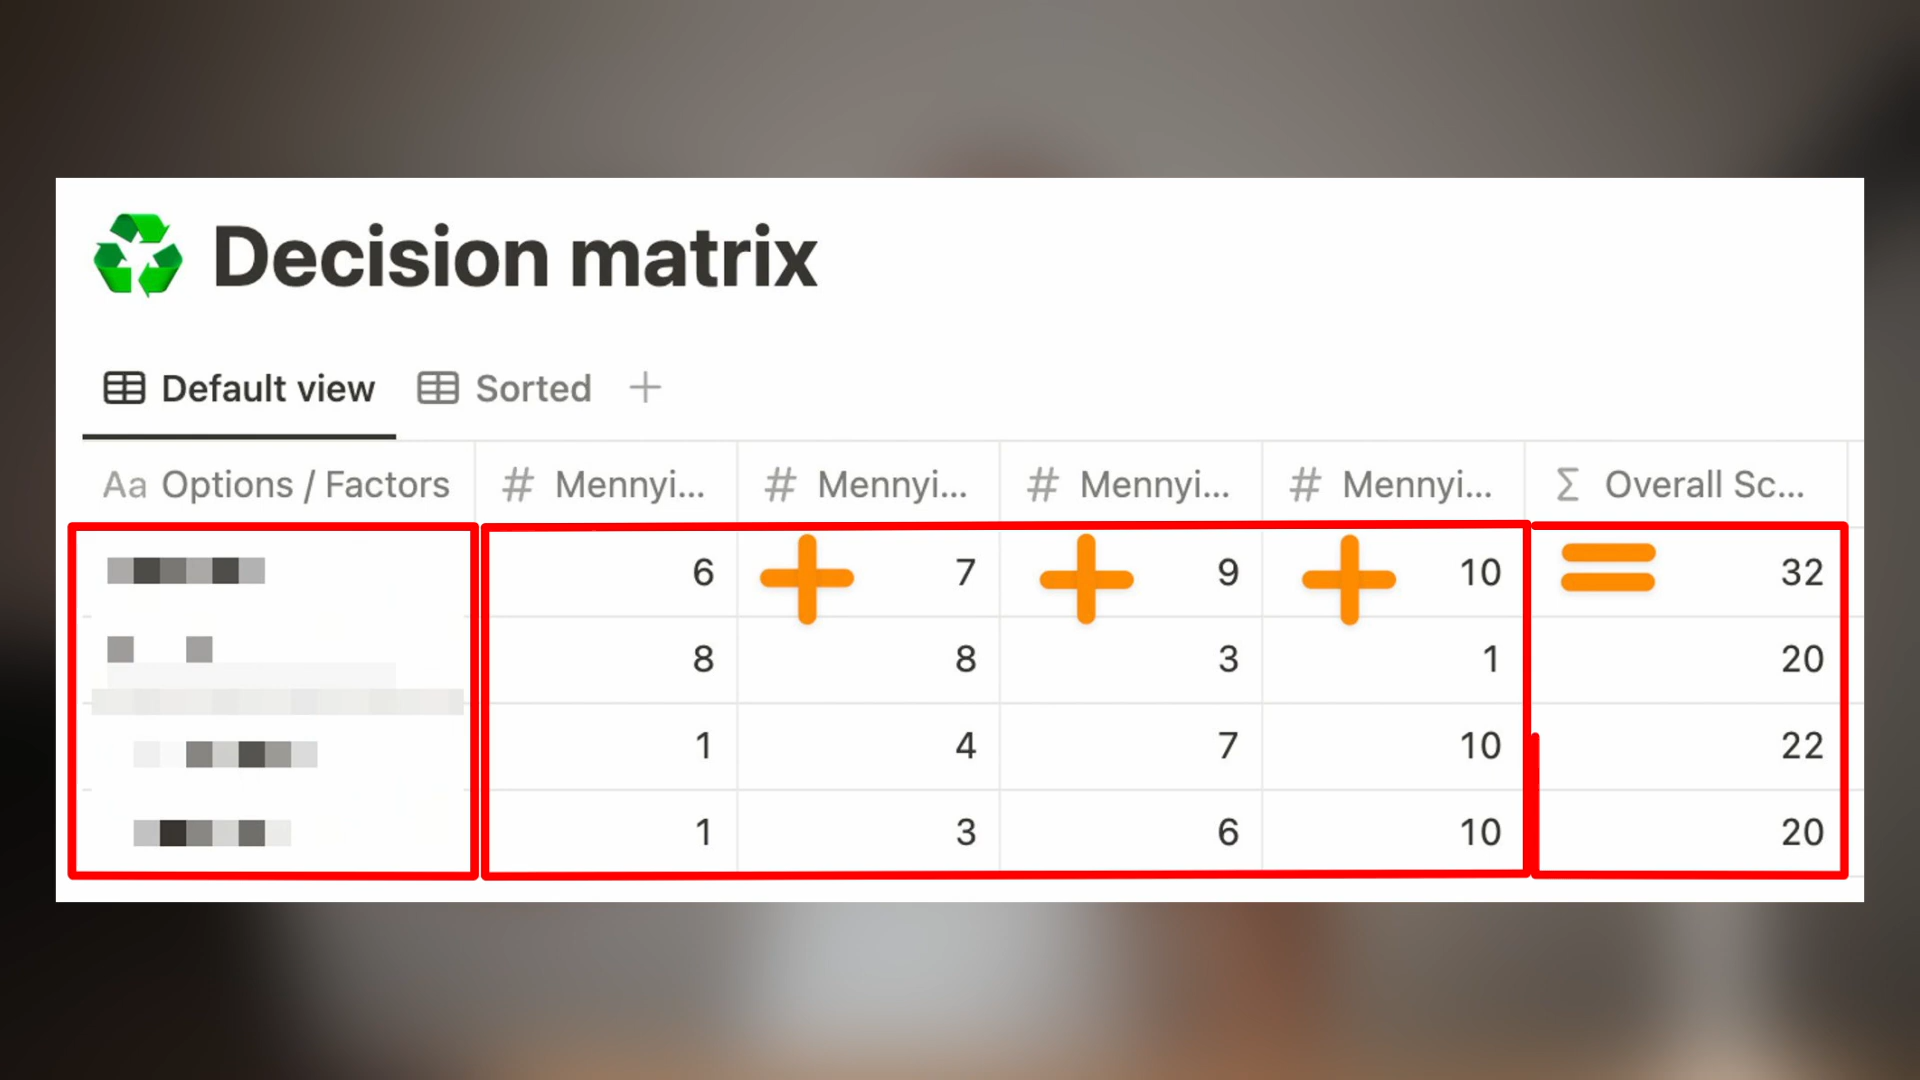 Decision matrix
Default view Sorted +
Aa Options / Factors # Mennyi... # Mennyi... # Mennyi... # Mennyi... Σ Overall Sc...
6 + 7 + 9 + 10 = 32
8 8 3 1 20
1 4 7 10 22
1 3 6 10 20